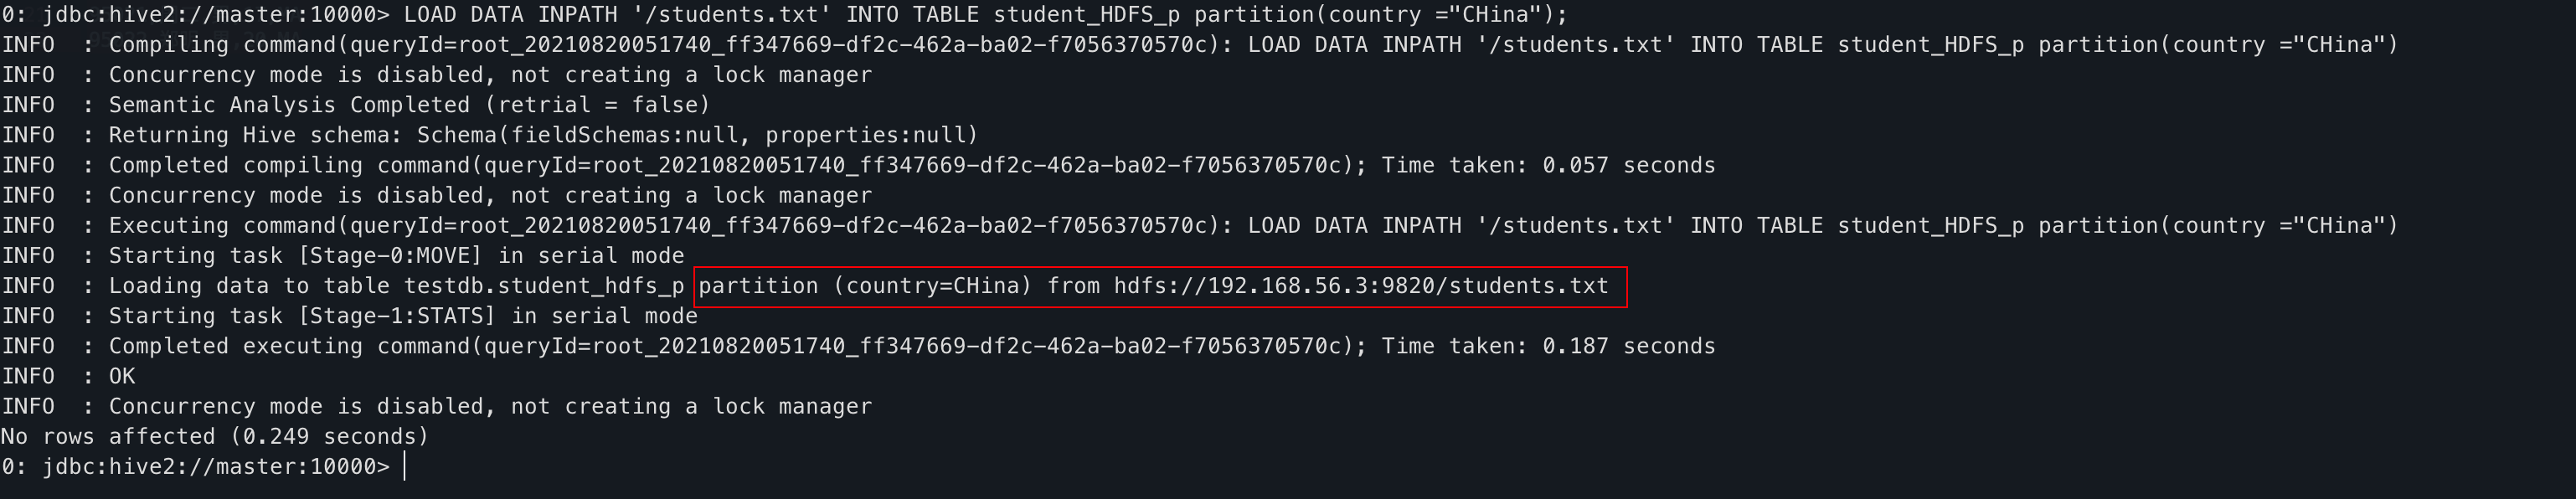 0: jdbc:hive2://master:10000> LOAD DATA INPATH '/students.txt' INTO TABLE student_HDFS_p partition(country ="CHina");
INFO  : Compiling command(queryId=root_20210820051740_ff347669-df2c-462a-ba02-f7056370570c): LOAD DATA INPATH '/students.txt' INTO TABLE student_HDFS_p partition(country ="CHina")
INFO  : Concurrency mode is disabled, not creating a lock manager
INFO  : Semantic Analysis Completed (retrial = false)
INFO  : Returning Hive schema: Schema(fieldSchemas:null, properties:null)
INFO  : Completed compiling command(queryId=root_20210820051740_ff347669-df2c-462a-ba02-f7056370570c); Time taken: 0.057 seconds
INFO  : Concurrency mode is disabled, not creating a lock manager
INFO  : Executing command(queryId=root_20210820051740_ff347669-df2c-462a-ba02-f7056370570c): LOAD DATA INPATH '/students.txt' INTO TABLE student_HDFS_p partition(country ="CHina")
INFO  : Starting task [Stage-0:MOVE] in serial mode
INFO  : Loading data to table testdb.student_hdfs_p partition (country=CHina) from hdfs://192.168.56.3:9820/students.txt
INFO  : Starting task [Stage-1:STATS] in serial mode
INFO  : Completed executing command(queryId=root_20210820051740_ff347669-df2c-462a-ba02-f7056370570c); Time taken: 0.187 seconds
INFO  : OK
INFO  : Concurrency mode is disabled, not creating a lock manager
No rows affected (0.249 seconds)
0: jdbc:hive2://master:10000>